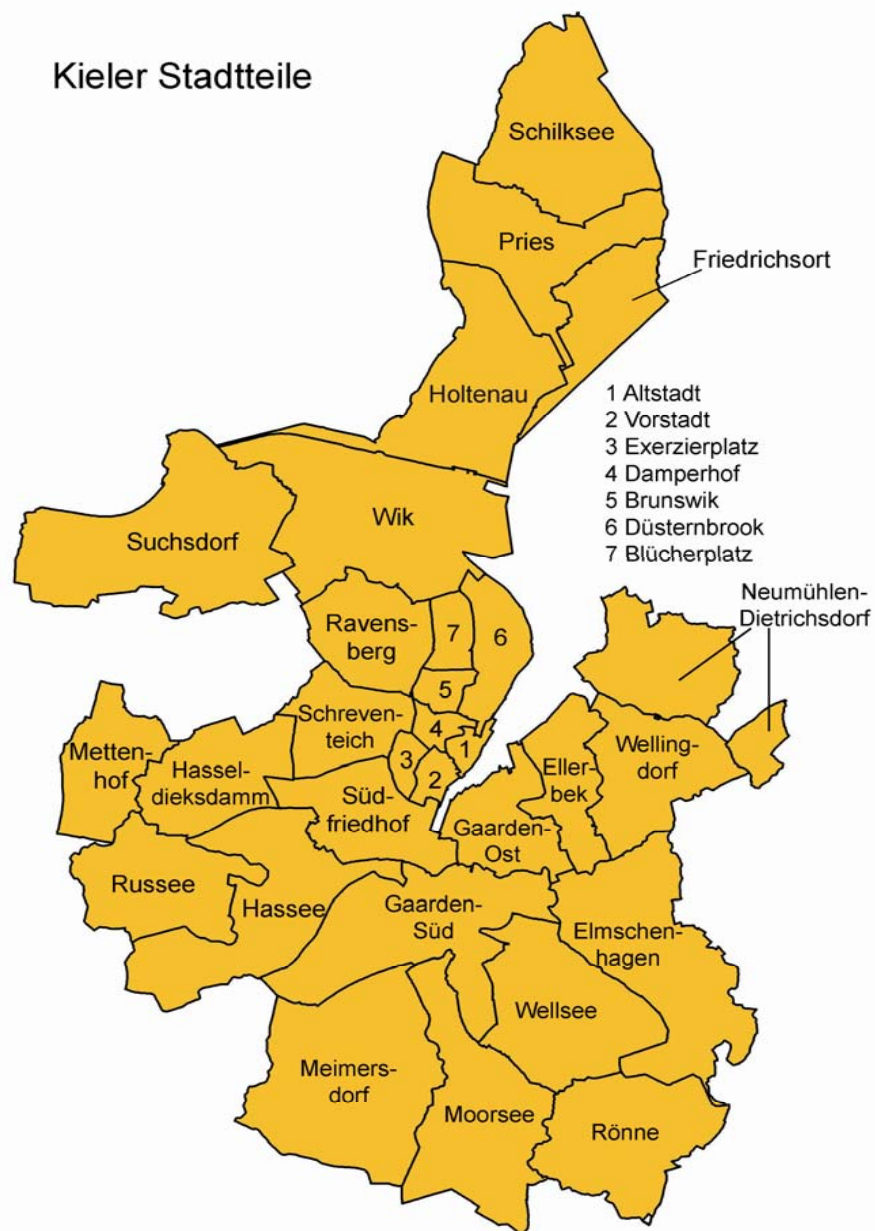 Kieler Stadtteile
Schilksee
Pries
Friedrichsort
Holtenau
1 Altstadt
2 Vorstadt
3 Exerzierplatz
4 Damperhof
5 Brunswik
6 Düsternbrook
7 Blücherplatz
Wik
Suchsdorf
Neumühlen-
Dietrichsdorf
Ravens-
berg
7
6
5
Schreven-
teich
4
1
3
2
Metten-
hof
Hassel-
dieksdamm
Süd-
friedhof
Eller-
bek
Welling-
dorf
Gaarden-
Ost
Russee
Hassee
Gaarden-
Süd
Elmschen-
hagen
Wellsee
Meimers-
dorf
Moorsee
Rönne